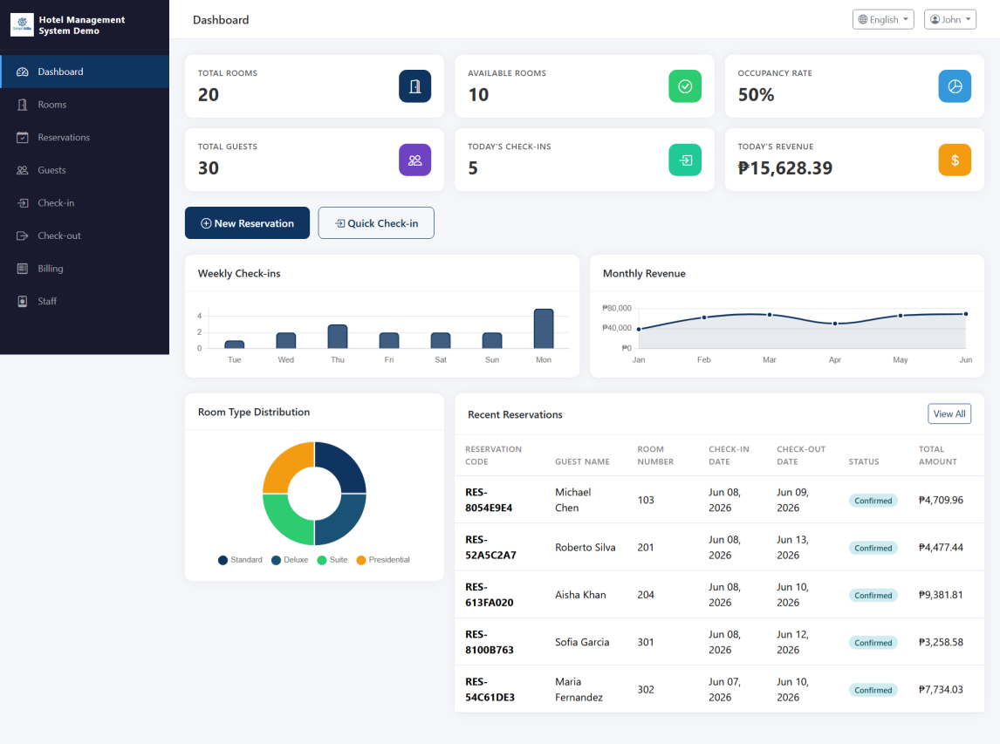 Hotel Management
System Demo
Dashboard
English
John
Dashboard
Rooms
Reservations
Guests
Check-in
Check-out
Billing
Staff
TOTAL ROOMS
20
AVAILABLE ROOMS
10
OCCUPANCY RATE
50%
TOTAL GUESTS
30
TODAY'S CHECK-INS
5
TODAY'S REVENUE
₱15,628.39
New Reservation
Quick Check-in
Weekly Check-ins
4
2
0
Tue Wed Thu Fri Sat Sun Mon
Monthly Revenue
₱80,000
₱40,000
₱0
Jan Feb Mar Apr May Jun
Room Type Distribution
Standard Deluxe Suite Presidential
Recent Reservations
View All
RESERVATION CODE GUEST NAME ROOM NUMBER CHECK-IN DATE CHECK-OUT DATE STATUS TOTAL AMOUNT
RES-8054E9E4 Michael Chen 103 Jun 08, 2026 Jun 09, 2026 Confirmed ₱4,709.96
RES-52A5C2A7 Roberto Silva 201 Jun 08, 2026 Jun 13, 2026 Confirmed ₱4,477.44
RES-613FA020 Aisha Khan 204 Jun 08, 2026 Jun 10, 2026 Confirmed ₱9,381.81
RES-8100B763 Sofia Garcia 301 Jun 08, 2026 Jun 12, 2026 Confirmed ₱3,258.58
RES-54C61DE3 Maria Fernandez 302 Jun 07, 2026 Jun 10, 2026 Confirmed ₱7,734.03